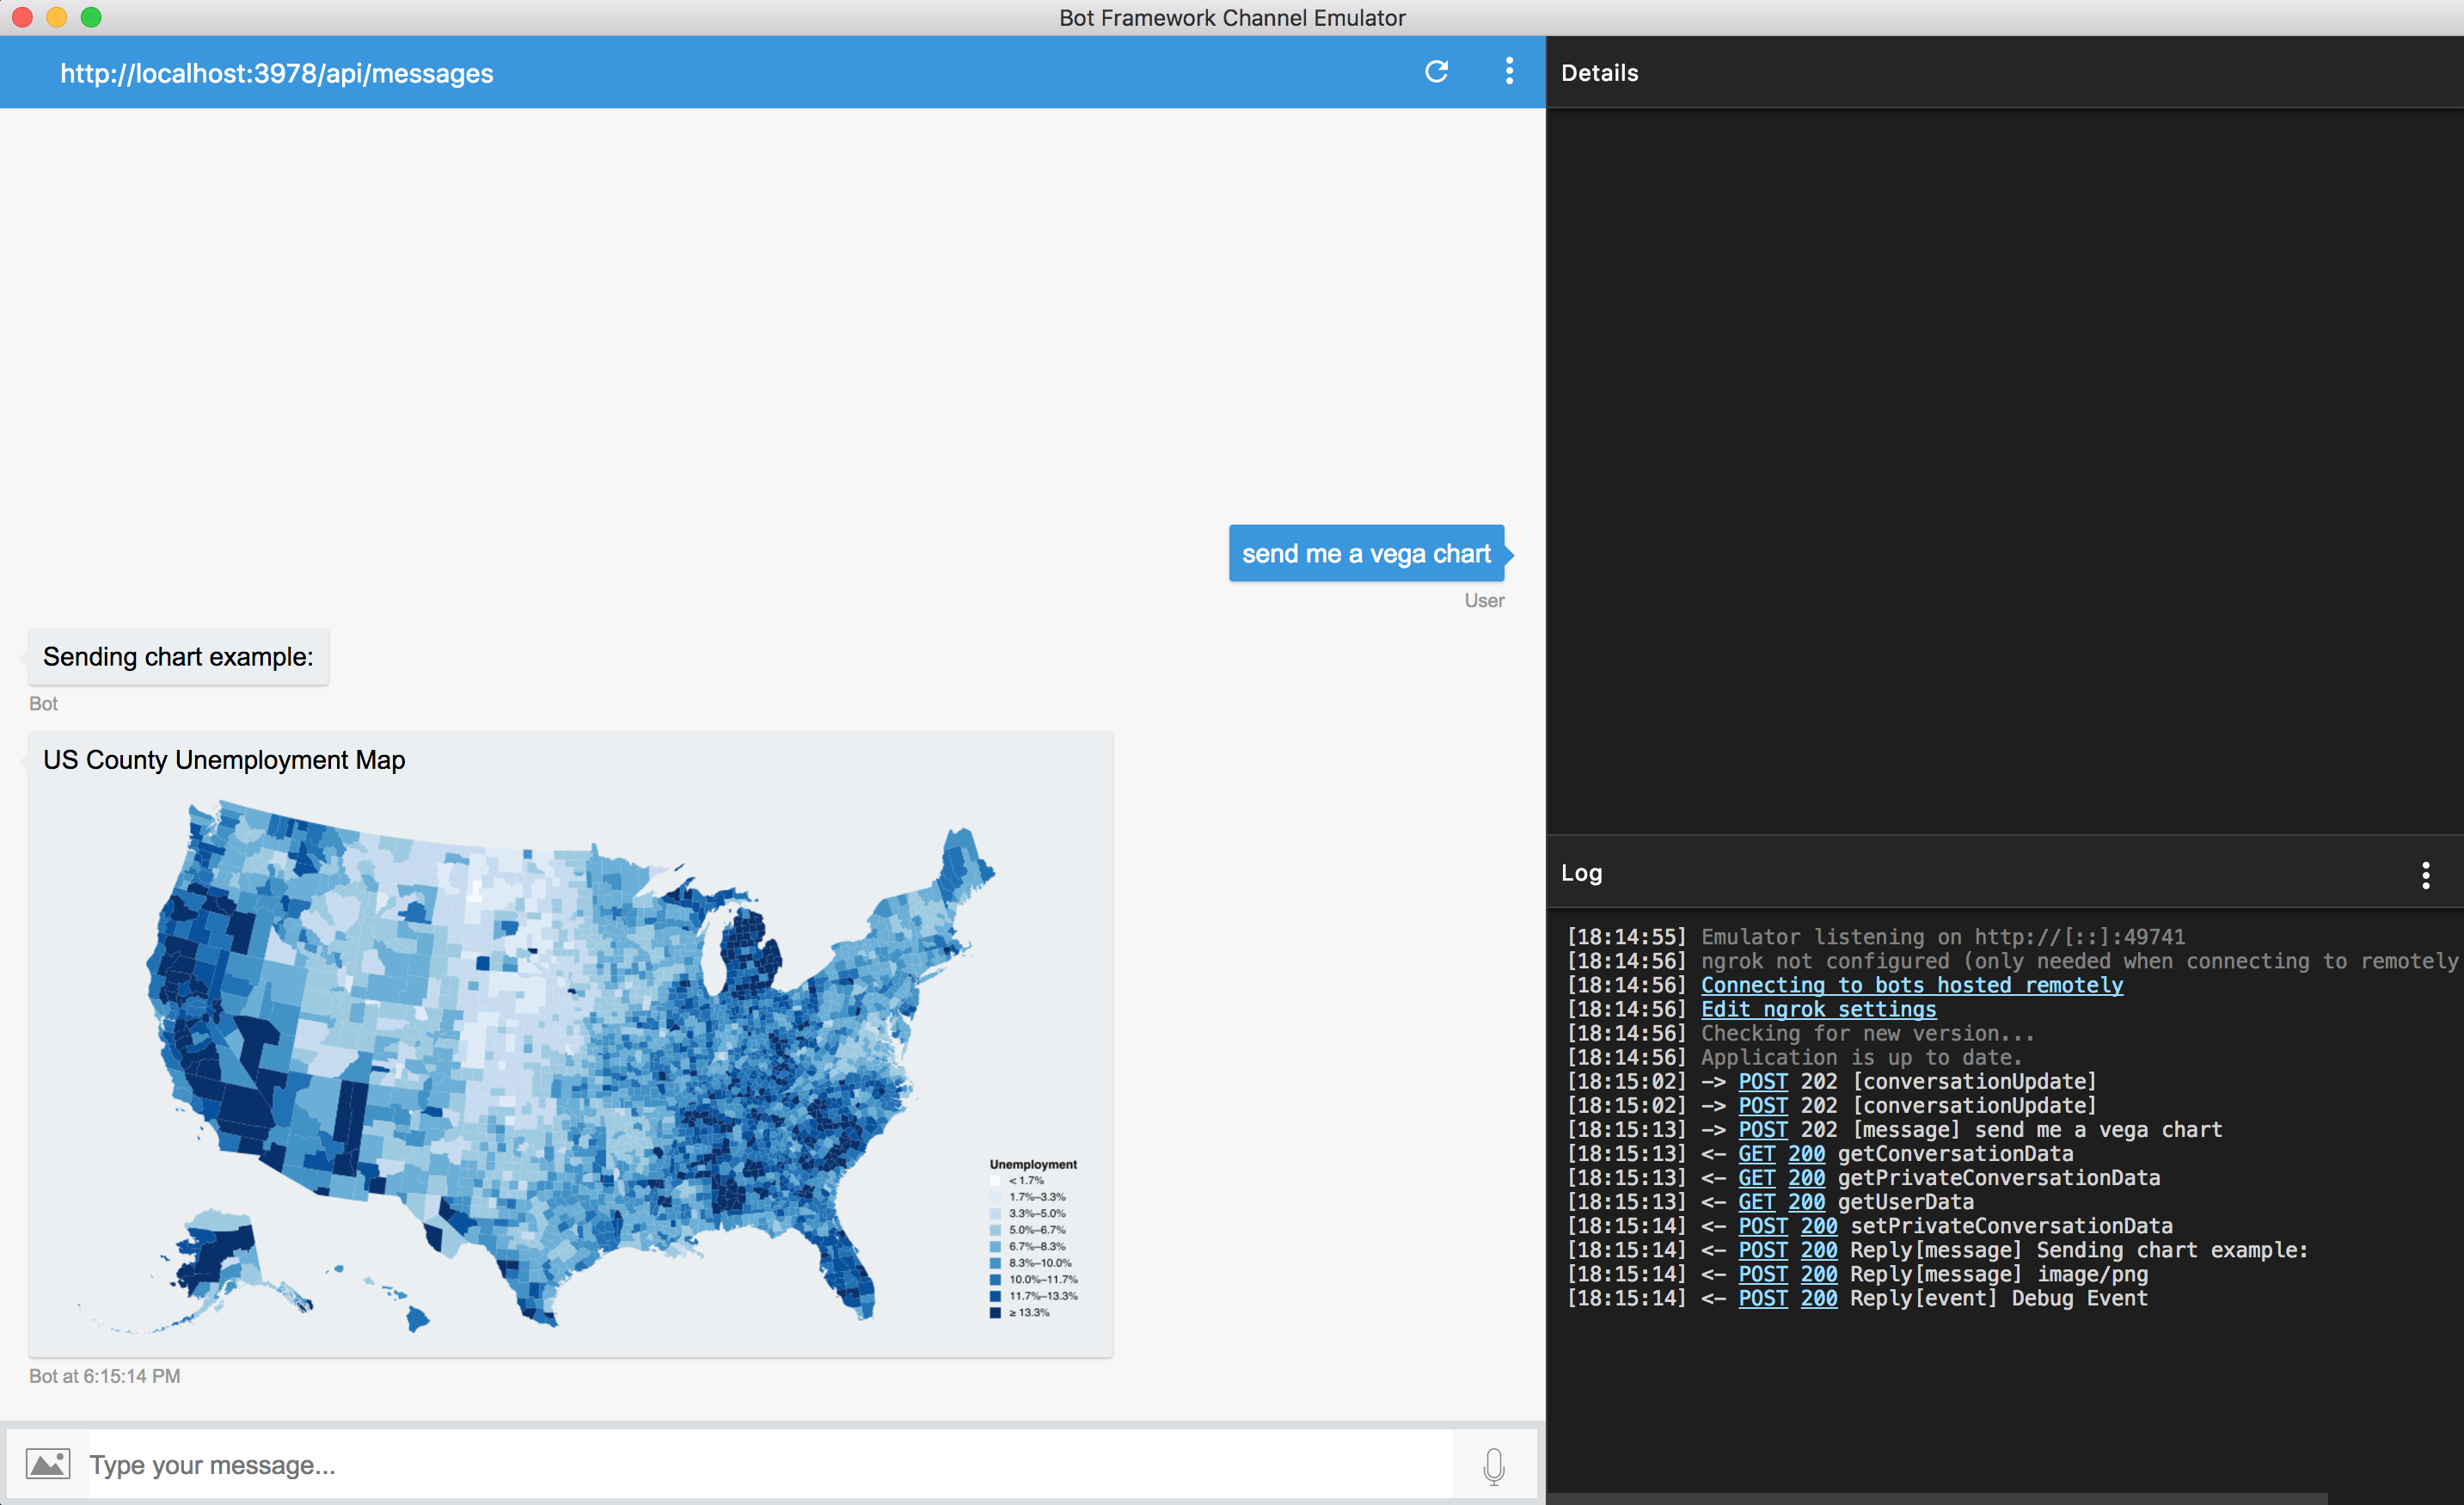 Bot Framework Channel Emulator
http://localhost:3978/api/messages
send me a vega chart
User
Sending chart example:
Bot
US County Unemployment Map
Unemployment
< 1.7%
1.7%–3.3%
3.3%–5.0%
5.0%–6.7%
6.7%–8.3%
8.3%–10.0%
10.0%–11.7%
11.7%–13.3%
≥ 13.3%
Bot at 6:15:14 PM
Type your message...
Details
Log
[18:14:55] Emulator listening on http://[::]:49741
[18:14:56] ngrok not configured (only needed when connecting to remotely
[18:14:56] Connecting to bots hosted remotely
[18:14:56] Edit ngrok settings
[18:14:56] Checking for new version...
[18:14:56] Application is up to date.
[18:15:02] -> POST 202 [conversationUpdate]
[18:15:02] -> POST 202 [conversationUpdate]
[18:15:13] -> POST 202 [message] send me a vega chart
[18:15:13] <- GET 200 getConversationData
[18:15:13] <- GET 200 getPrivateConversationData
[18:15:13] <- GET 200 getUserData
[18:15:14] <- POST 200 setPrivateConversationData
[18:15:14] <- POST 200 Reply[message] Sending chart example:
[18:15:14] <- POST 200 Reply[message] image/png
[18:15:14] <- POST 200 Reply[event] Debug Event